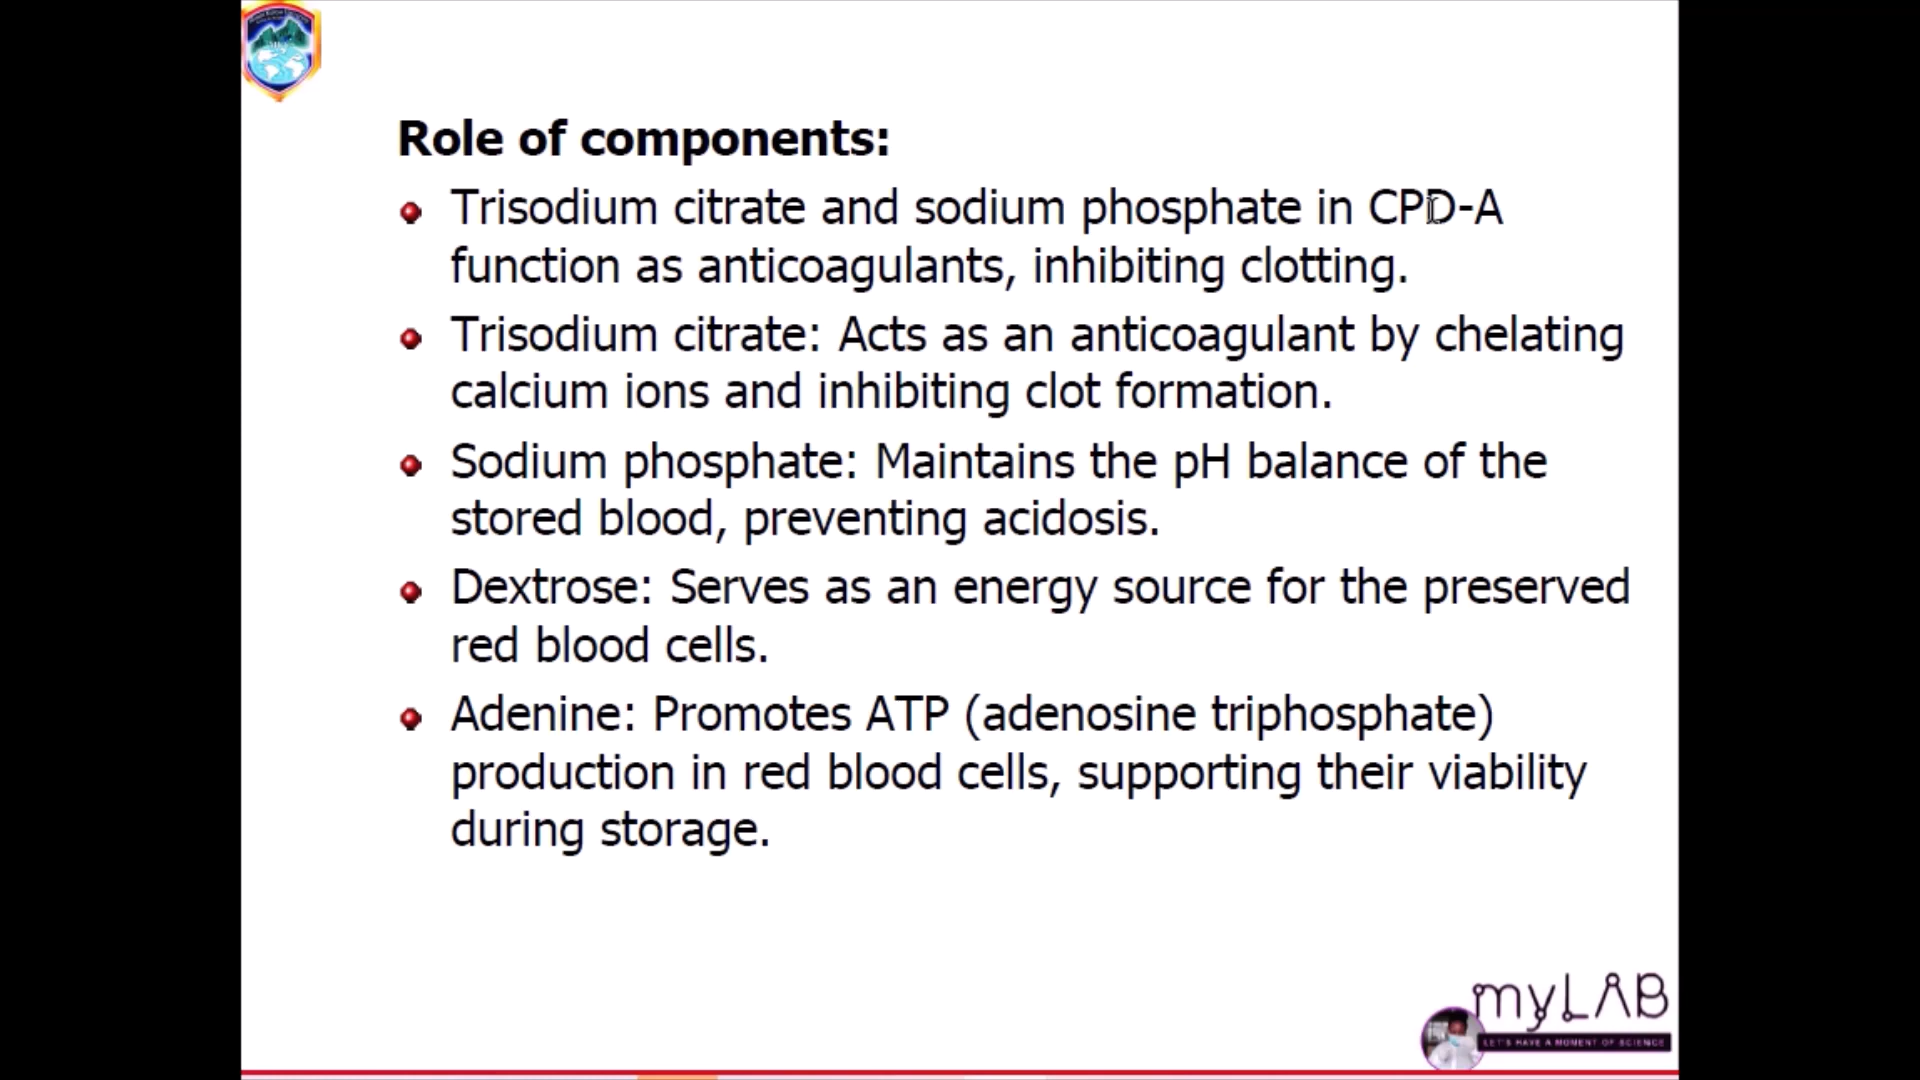 Role of components:
Trisodium citrate and sodium phosphate in CPD-A
function as anticoagulants, inhibiting clotting.
Trisodium citrate: Acts as an anticoagulant by chelating
calcium ions and inhibiting clot formation.
Sodium phosphate: Maintains the pH balance of the
stored blood, preventing acidosis.
Dextrose: Serves as an energy source for the preserved
red blood cells.
Adenine: Promotes ATP (adenosine triphosphate)
production in red blood cells, supporting their viability
during storage.
myLAB
LET'S HAVE A MOMENT OF SCIENCE